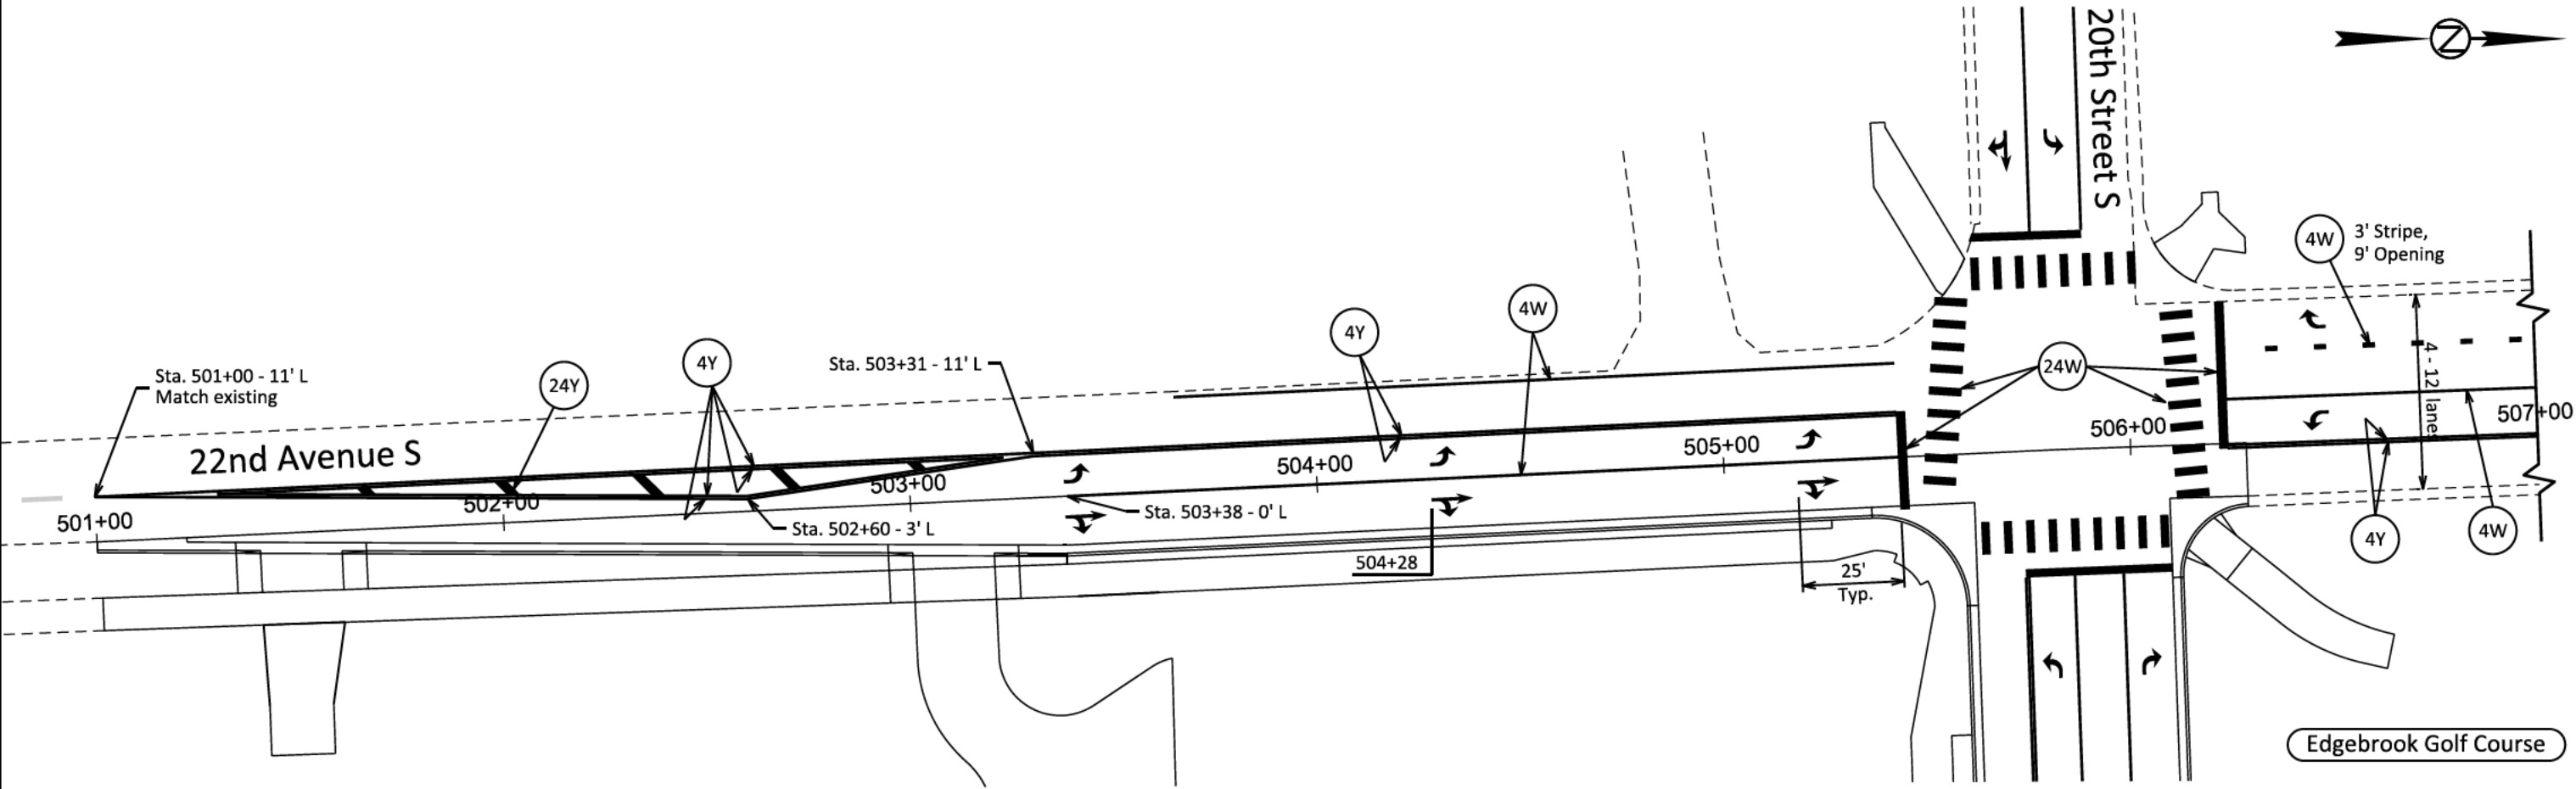 20th Street S
Z
4W
3' Stripe,
9' Opening
4 - 12 lanes
Sta. 501+00 - 11' L
Match existing
24Y
4Y
Sta. 503+31 - 11' L
4Y
4W
24W
22nd Avenue S
501+00
502+00
503+00
504+00
505+00
506+00
507+00
Sta. 502+60 - 3' L
Sta. 503+38 - 0' L
504+28
25'
Typ.
4Y
4W
Edgebrook Golf Course